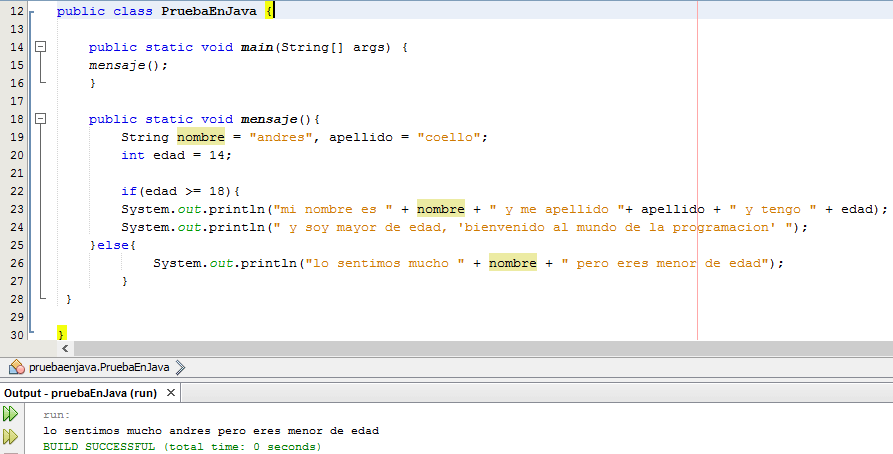 12 public class PruebaEnJava {
13
14 public static void main(String[] args) {
15 mensaje();
16 }
17
18 public static void mensaje(){
19 String nombre = "andres", apellido = "coello";
20 int edad = 14;
21
22 if(edad >= 18){
23 System.out.println("mi nombre es " + nombre + " y me apellido "+ apellido + " y tengo " + edad);
24 System.out.println(" y soy mayor de edad, 'bienvenido al mundo de la programacion' ");
25 }else{
26 System.out.println("lo sentimos mucho " + nombre + " pero eres menor de edad");
27 }
28 }
29
30 }
pruebaenjava.PruebaEnJava
Output - pruebaEnJava (run)
run:
lo sentimos mucho andres pero eres menor de edad
BUILD SUCCESSFUL (total time: 0 seconds)